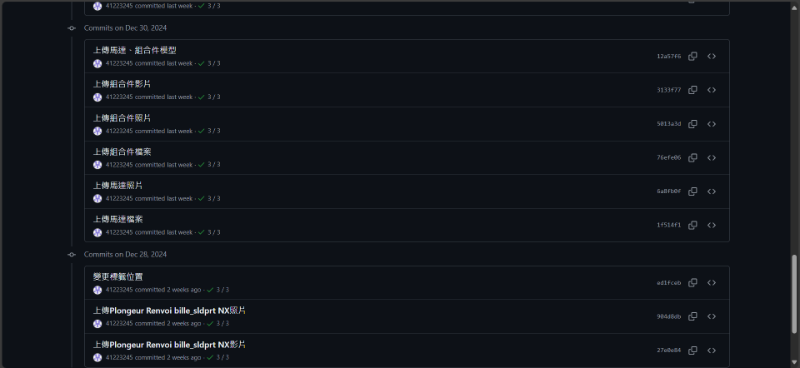 41223245 committed last week · ✓ 3 / 3
Commits on Dec 30, 2024
上傳馬達、組合件模型
41223245 committed last week · ✓ 3 / 3
12a57f6
上傳組合件影片
41223245 committed last week · ✓ 3 / 3
3133f77
上傳組合件照片
41223245 committed last week · ✓ 3 / 3
5013a3d
上傳組合件檔案
41223245 committed last week · ✓ 3 / 3
76efe06
上傳馬達照片
41223245 committed last week · ✓ 3 / 3
上傳馬達檔案
41223245 committed last week · ✓ 3 / 3
1f514f1
Commits on Dec 28, 2024
變更標籤位置
41223245 committed 2 weeks ago · ✓ 3 / 3
ad1fceb
上傳Plongeur Renvoi bille_sldprt NX照片
41223245 committed 2 weeks ago · ✓ 3 / 3
上傳Plongeur Renvoi bille_sldprt NX影片
41223245 committed 2 weeks ago · ✓ 3 / 3